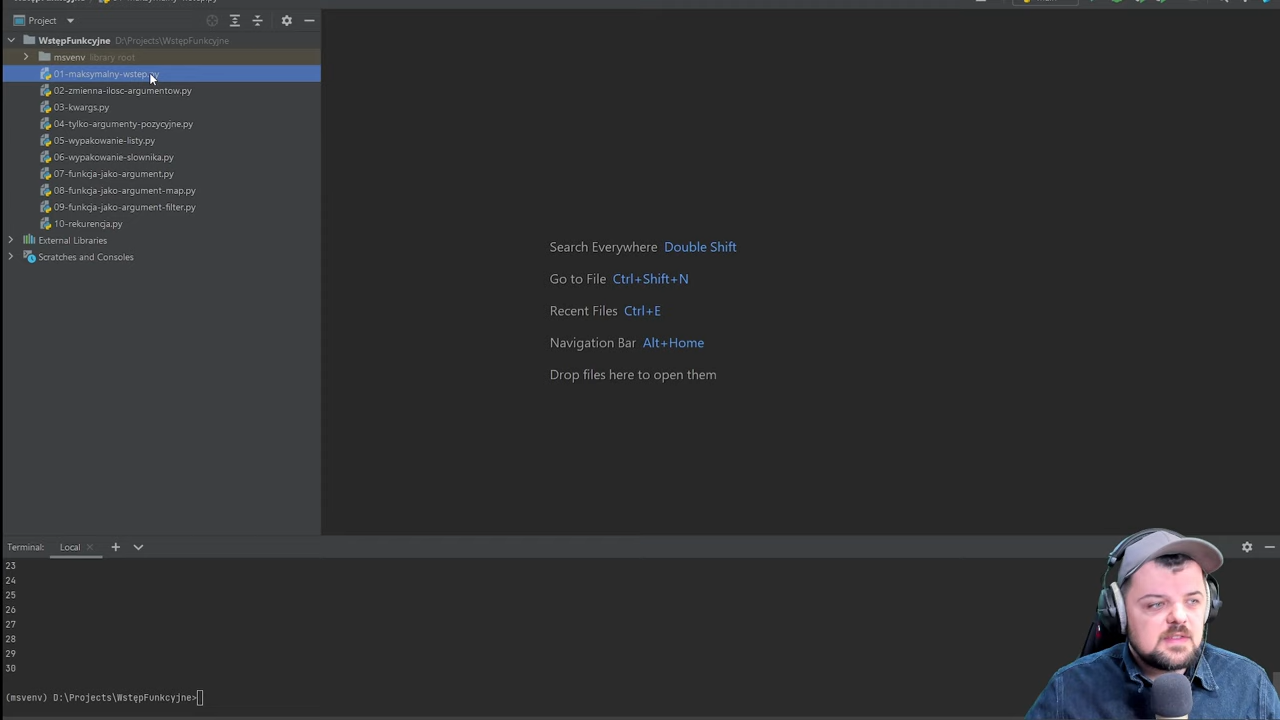 Project
WstępFunkcyjne D:\Projects\WstępFunkcyjne
msvenv library root
01-maksymalny-wstep.py
02-zmienna-ilosc-argumentow.py
03-kwargs.py
04-tylko-argumenty-pozycyjne.py
05-wypakowanie-listy.py
06-wypakowanie-slownika.py
07-funkcja-jako-argument.py
08-funkcja-jako-argument-map.py
09-funkcja-jako-argument-filter.py
10-rekurencja.py
External Libraries
Scratches and Consoles
Search Everywhere Double Shift
Go to File Ctrl+Shift+N
Recent Files Ctrl+E
Navigation Bar Alt+Home
Drop files here to open them
Terminal: Local
23
24
25
26
27
28
29
30
(msvenv) D:\Projects\WstępFunkcyjne>